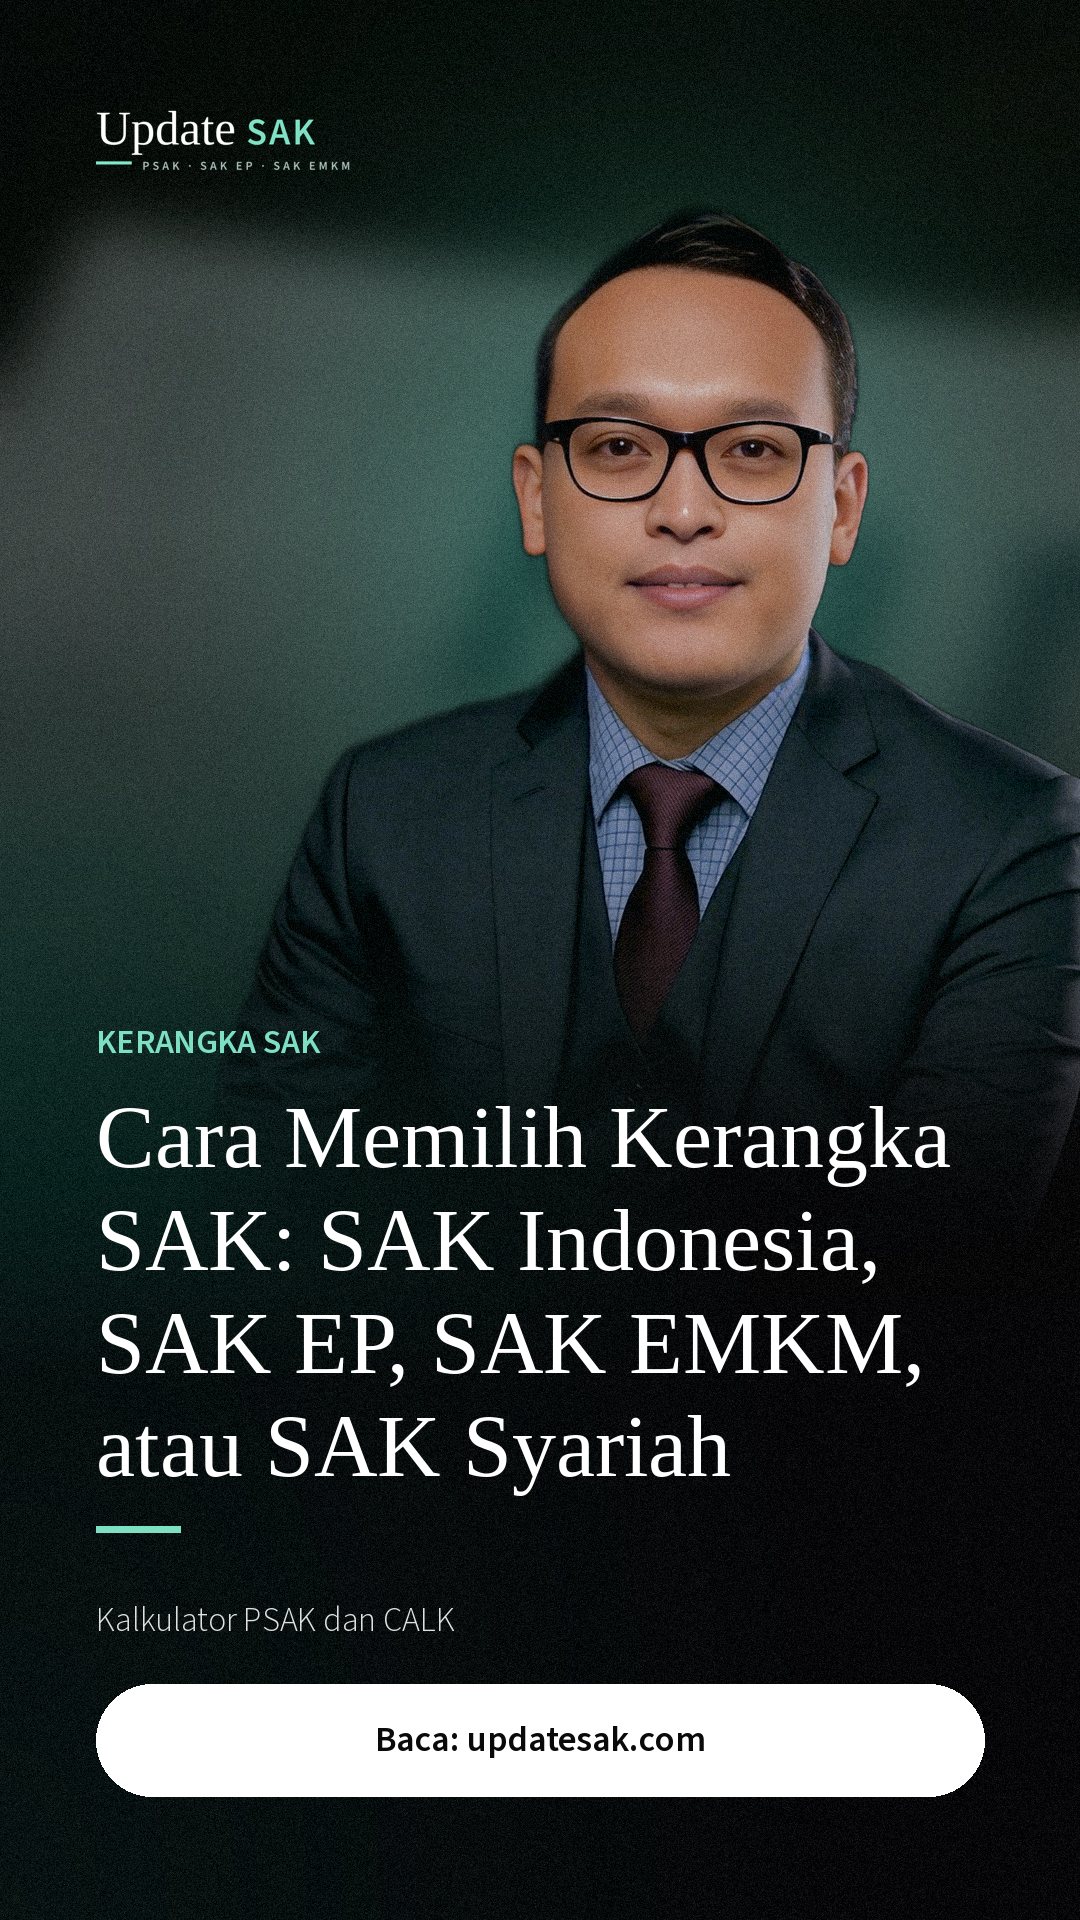 Update SAK
PSAK · SAK EP · SAK EMKM
KERANGKA SAK
Cara Memilih Kerangka
SAK: SAK Indonesia,
SAK EP, SAK EMKM,
atau SAK Syariah
Kalkulator PSAK dan CALK
Baca: updatesak.com